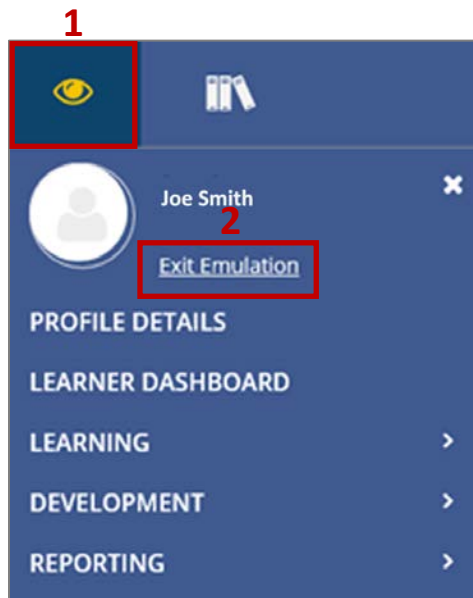 1
Joe Smith
2
Exit Emulation
PROFILE DETAILS
LEARNER DASHBOARD
LEARNING
DEVELOPMENT
REPORTING